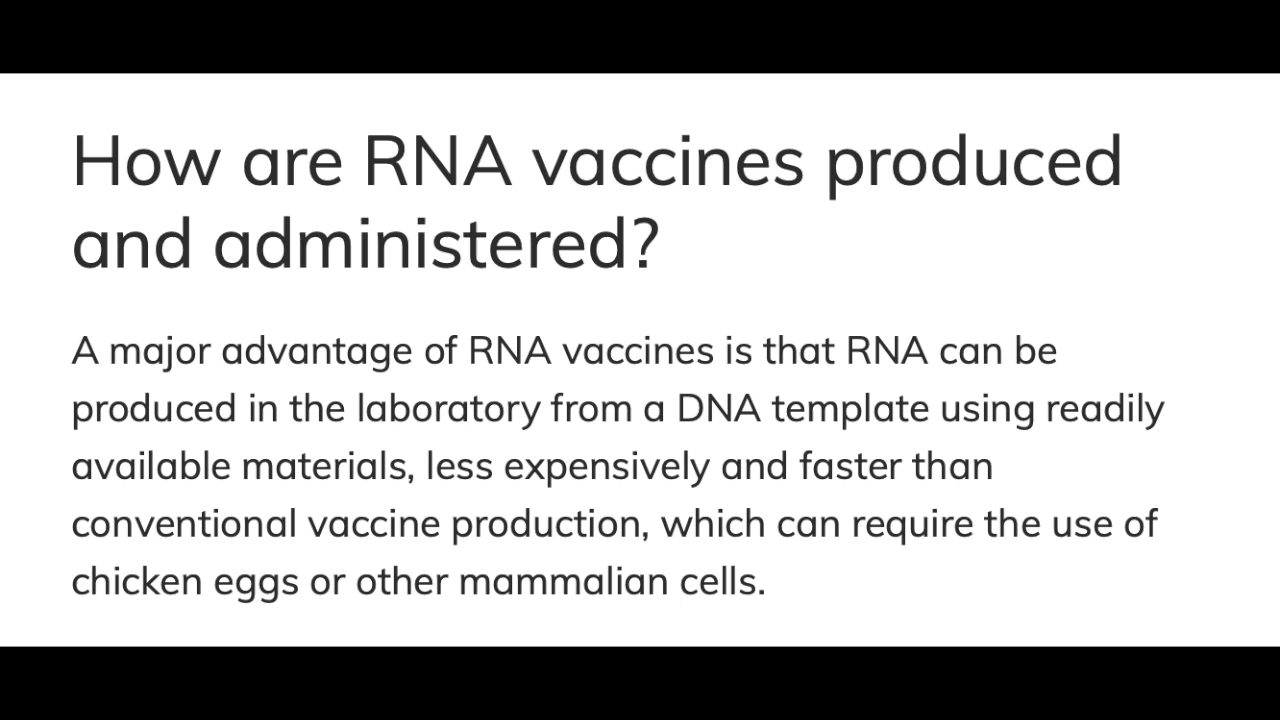 How are RNA vaccines produced
and administered?
A major advantage of RNA vaccines is that RNA can be
produced in the laboratory from a DNA template using readily
available materials, less expensively and faster than
conventional vaccine production, which can require the use of
chicken eggs or other mammalian cells.